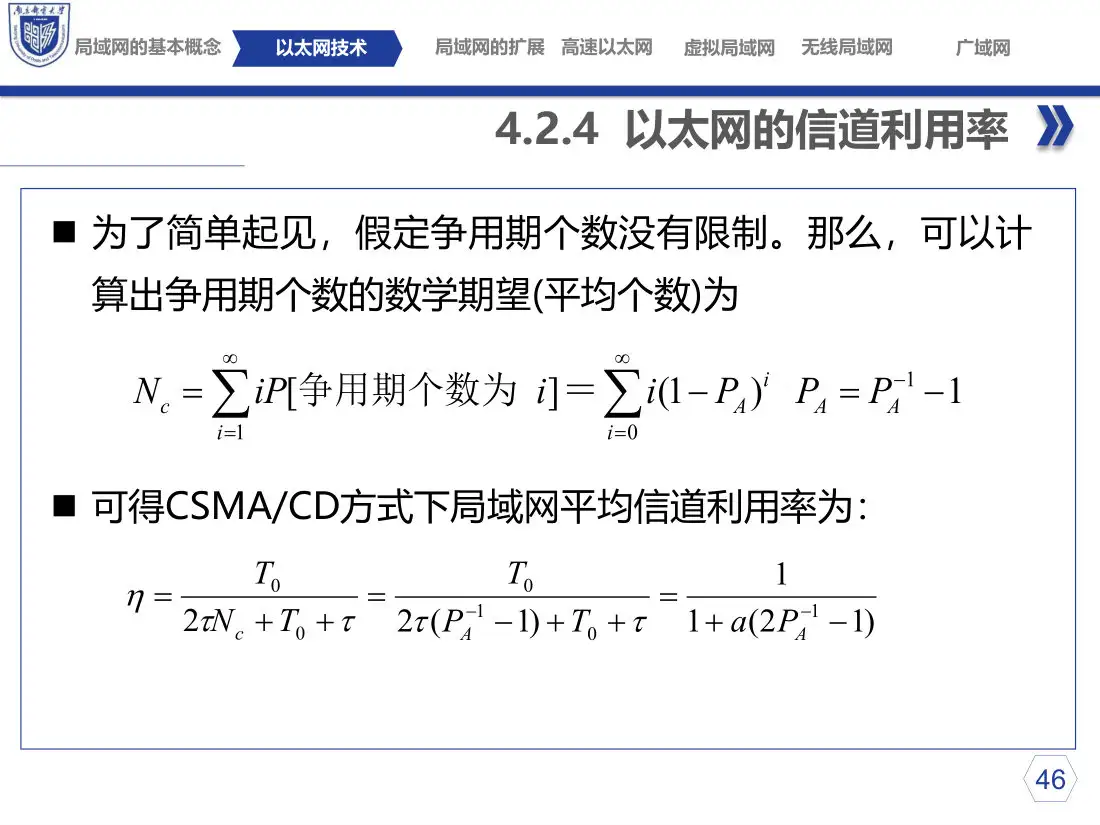 局域网的基本概念 以太网技术 局域网的扩展 高速以太网 虚拟局域网 无线局域网 广域网
4.2.4 以太网的信道利用率
■ 为了简单起见，假定争用期个数没有限制。那么，可以计
算出争用期个数的数学期望(平均个数)为
N_c = \sum_{i=1}^{∞} iP[争用期个数为 i]＝\sum_{i=0}^{∞} i(1 − P_A)^i P_A = P_A^{−1} − 1
■ 可得CSMA/CD方式下局域网平均信道利用率为：
η = \frac{T_0}{2τN_c + T_0 + τ} = \frac{T_0}{2τ(P_A^{−1} − 1) + T_0 + τ} = \frac{1}{1 + a(2P_A^{−1} − 1)}
46